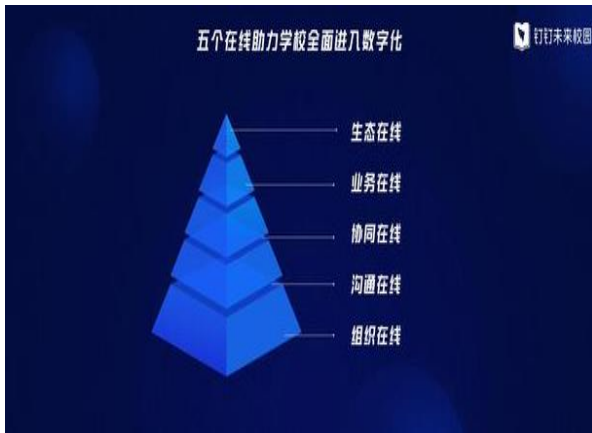 五个在线助力学校全面进入数字化
钉钉未来校园
生态在线
业务在线
协同在线
沟通在线
组织在线